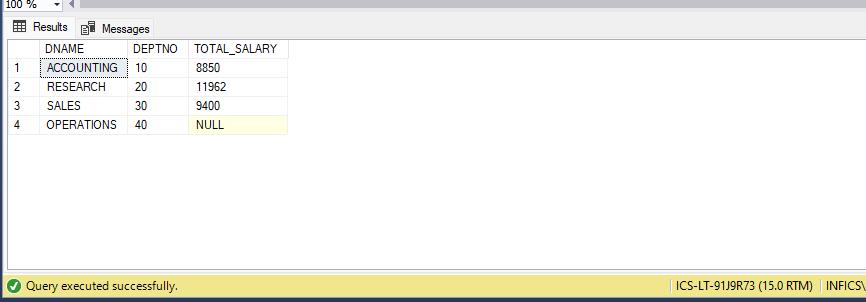 100 %
Results Messages
DNAME DEPTNO TOTAL_SALARY
1 ACCOUNTING 10 8850
2 RESEARCH 20 11962
3 SALES 30 9400
4 OPERATIONS 40 NULL
Query executed successfully. ICS-LT-91J9R73 (15.0 RTM) INFICS\